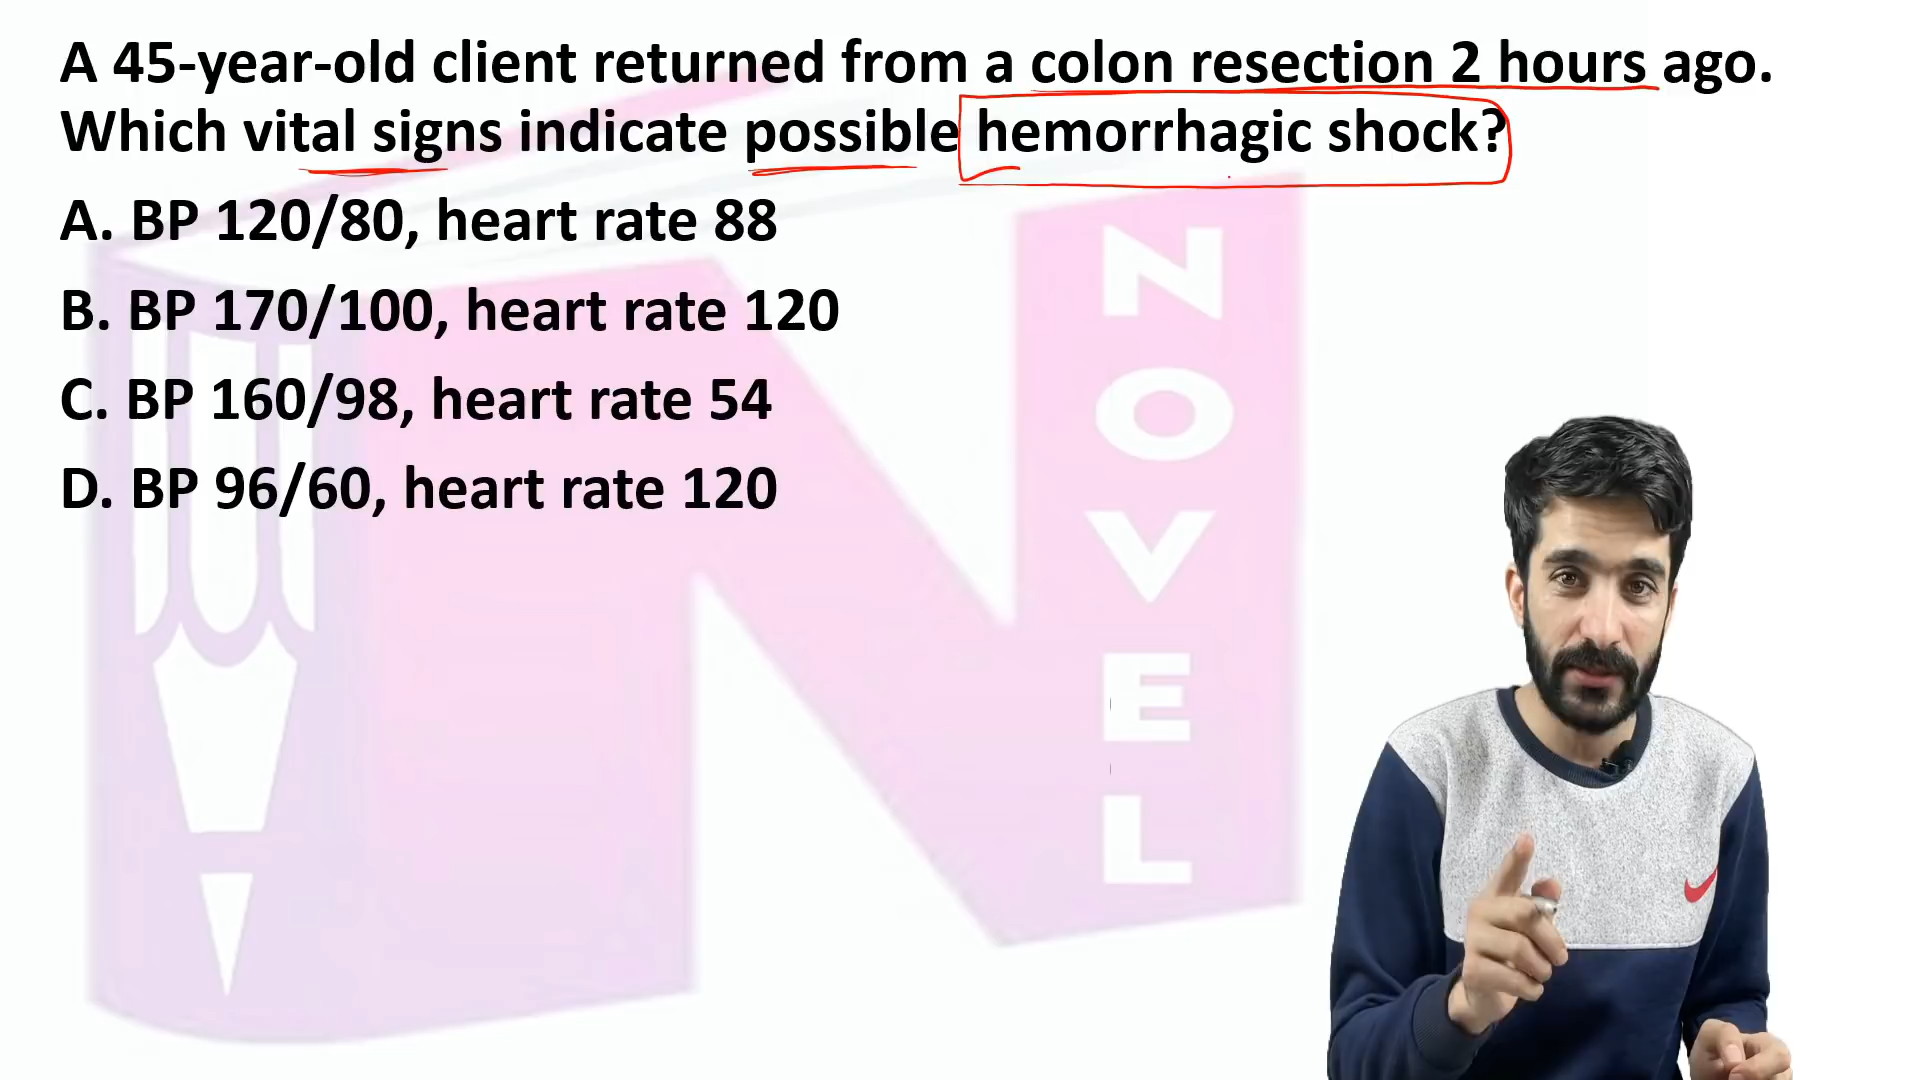 A 45-year-old client returned from a colon resection 2 hours ago.
Which vital signs indicate possible hemorrhagic shock?
A. BP 120/80, heart rate 88
B. BP 170/100, heart rate 120
C. BP 160/98, heart rate 54
D. BP 96/60, heart rate 120
NOVEL